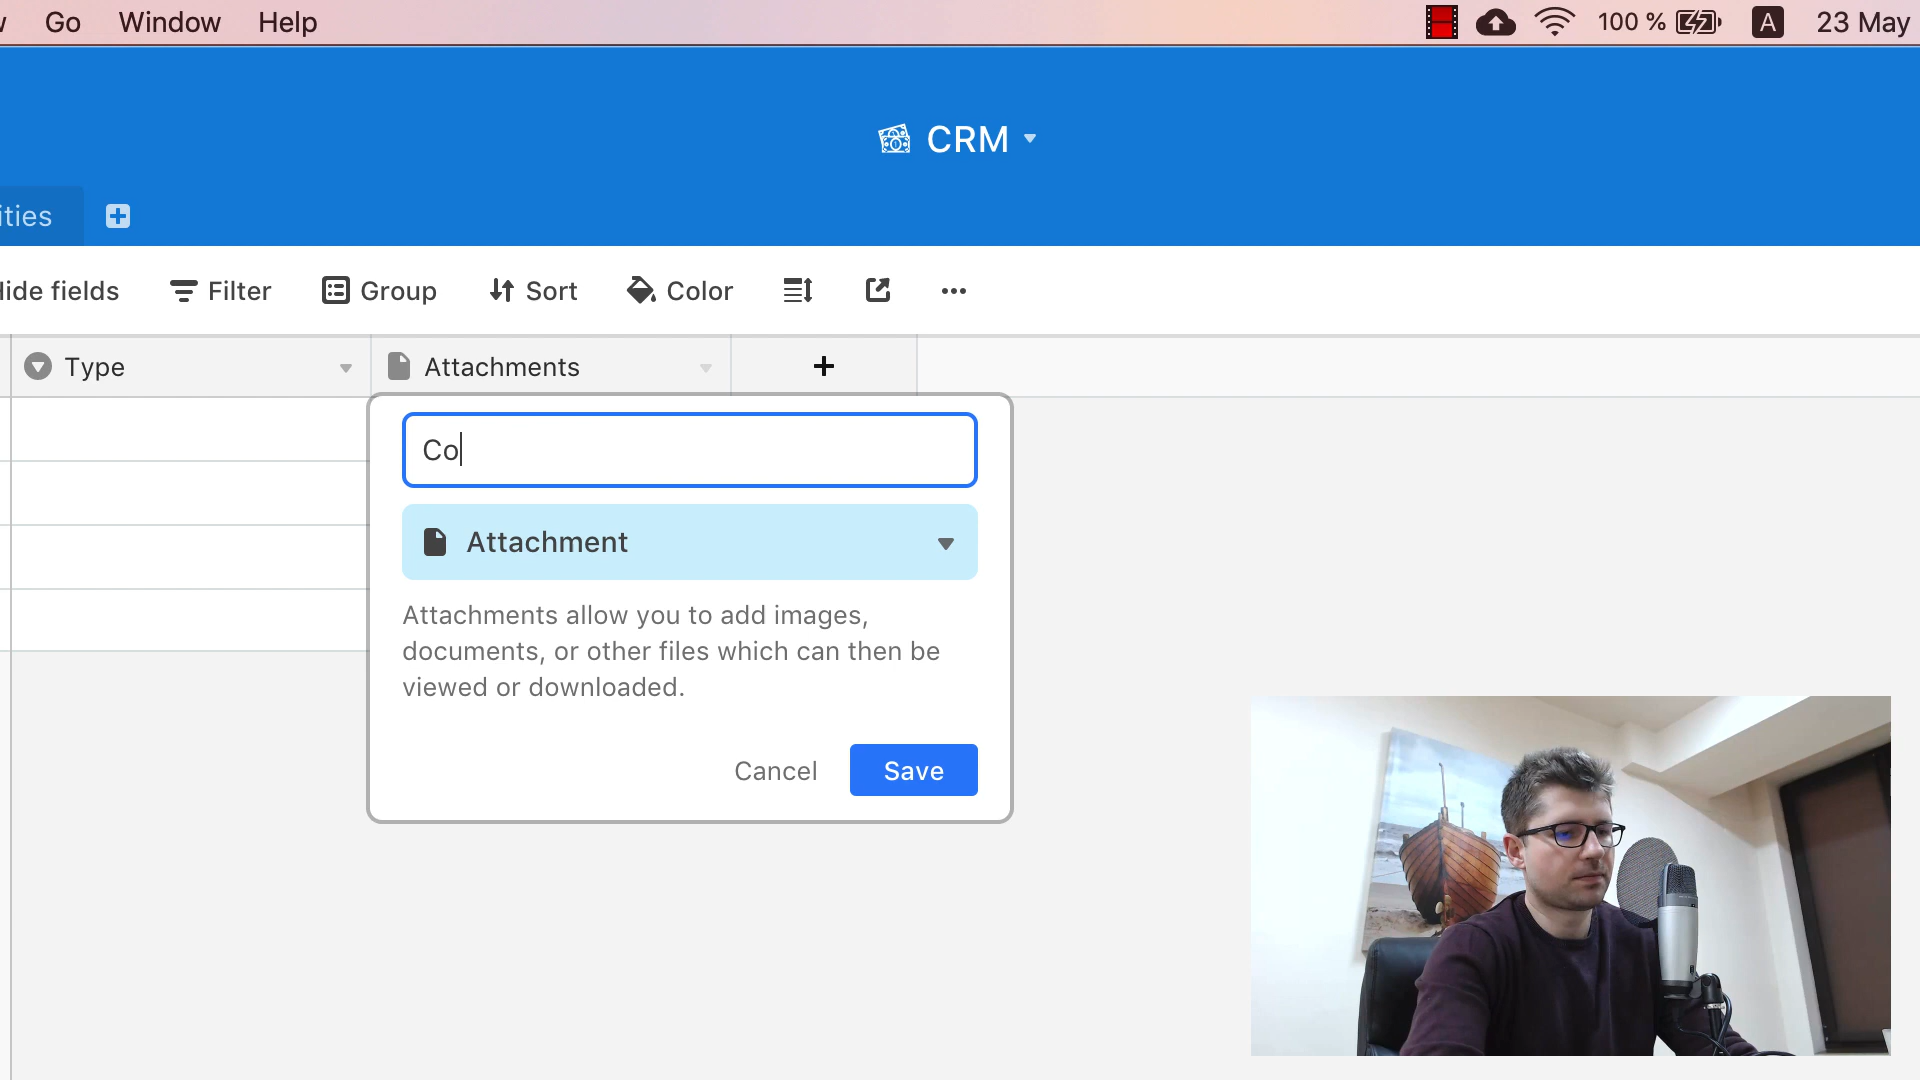 Go Window Help 100 % A 23 May
CRM
ities
ide fields Filter Group Sort Color
Type Attachments
Co
Attachment
Attachments allow you to add images,
documents, or other files which can then be
viewed or downloaded.
Cancel Save